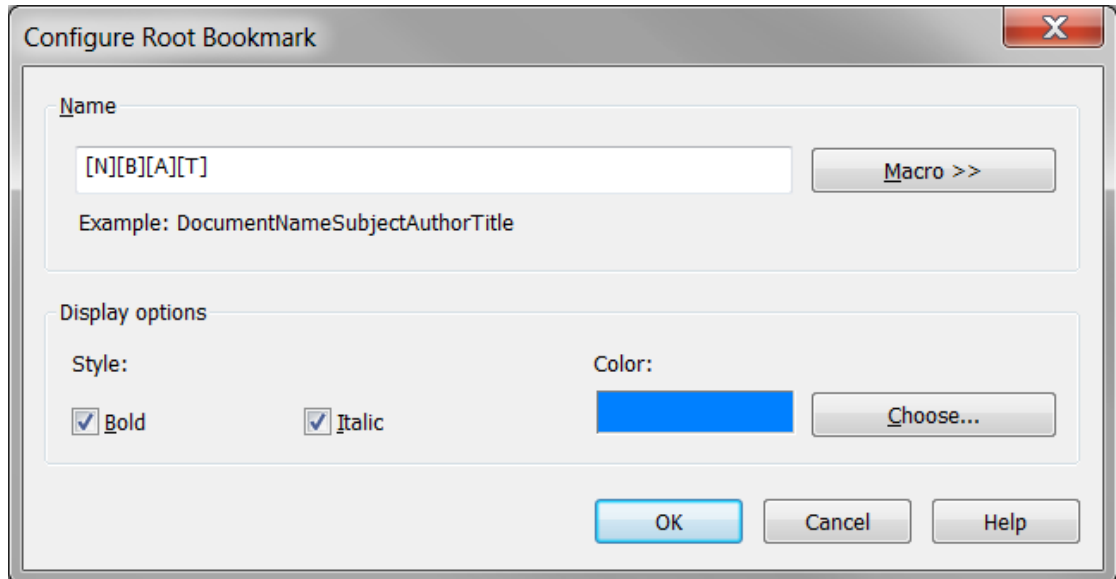 Configure Root Bookmark
Name
[N][B][A][T]
Macro >>
Example: DocumentNameSubjectAuthorTitle
Display options
Style:
Color:
Bold
Italic
Choose...
OK
Cancel
Help